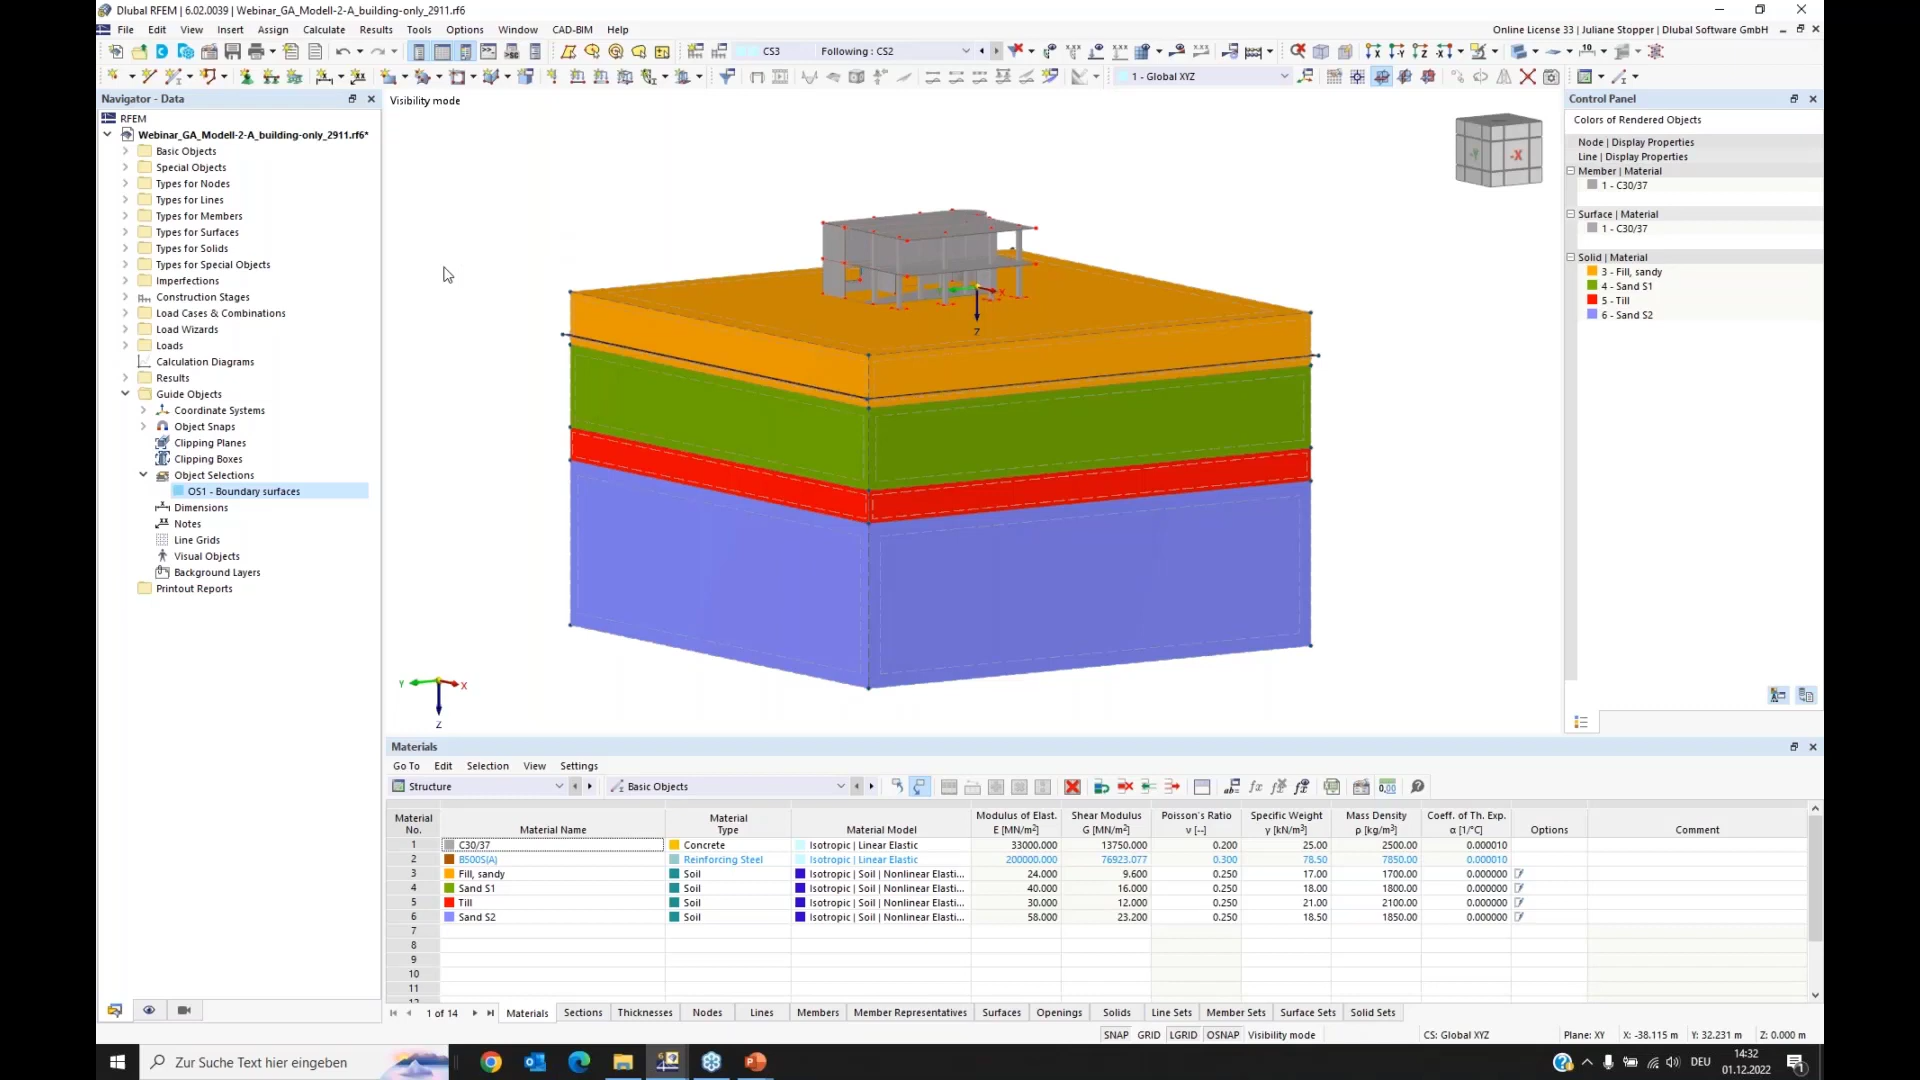 Dlubal RFEM | 6.02.0039 | Webinar_GA_Modell-2-A_building-only_2911.rf6
File Edit View Insert Assign Calculate Results Tools Options Window CAD-BIM Help
Online License 33 | Juliane Stopper | Dlubal Software GmbH
CS3 Following : CS2
1 - Global XYZ
Navigator - Data
Visibility mode
RFEM
Webinar_GA_Modell-2-A_building-only_2911.rf6*
Basic Objects
Special Objects
Types for Nodes
Types for Lines
Types for Members
Types for Surfaces
Types for Solids
Types for Special Objects
Imperfections
Construction Stages
Load Cases & Combinations
Load Wizards
Loads
Calculation Diagrams
Results
Guide Objects
Coordinate Systems
Object Snaps
Clipping Planes
Clipping Boxes
Object Selections
OS1 - Boundary surfaces
Dimensions
Notes
Line Grids
Visual Objects
Background Layers
Printout Reports
-Y -X
X
Z
Y X
Z
Control Panel
Colors of Rendered Objects
Node | Display Properties
Line | Display Properties
Member | Material
1 - C30/37
Surface | Material
1 - C30/37
Solid | Material
3 - Fill, sandy
4 - Sand S1
5 - Till
6 - Sand S2
Materials
Go To Edit Selection View Settings
Structure Basic Objects
Material No. Material Name Material Type Material Model Modulus of Elast. E [MN/m²] Shear Modulus G [MN/m²] Poisson's Ratio ν [--] Specific Weight γ [kN/m³] Mass Density ρ [kg/m³] Coeff. of Th. Exp. α [1/°C] Options Comment
1 C30/37 Concrete Isotropic | Linear Elastic 33000.000 13750.000 0.200 25.00 2500.00 0.000010
2 B500S(A) Reinforcing Steel Isotropic | Linear Elastic 200000.000 76923.077 0.300 78.50 7850.00 0.000010
3 Fill, sandy Soil Isotropic | Soil | Nonlinear Elasti... 24.000 9.600 0.250 17.00 1700.00 0.000000
4 Sand S1 Soil Isotropic | Soil | Nonlinear Elasti... 40.000 16.000 0.250 18.00 1800.00 0.000000
5 Till Soil Isotropic | Soil | Nonlinear Elasti... 30.000 12.000 0.250 21.00 2100.00 0.000000
6 Sand S2 Soil Isotropic | Soil | Nonlinear Elasti... 58.000 23.200 0.250 18.50 1850.00 0.000000
7
8
9
10
11
1 of 14 Materials Sections Thicknesses Nodes Lines Members Member Representatives Surfaces Openings Solids Line Sets Member Sets Surface Sets Solid Sets
SNAP GRID LGRID OSNAP Visibility mode CS: Global XYZ Plane: XY X: -38.115 m Y: 32.231 m Z: 0.000 m
Zur Suche Text hier eingeben
DEU
14:32
01.12.2022